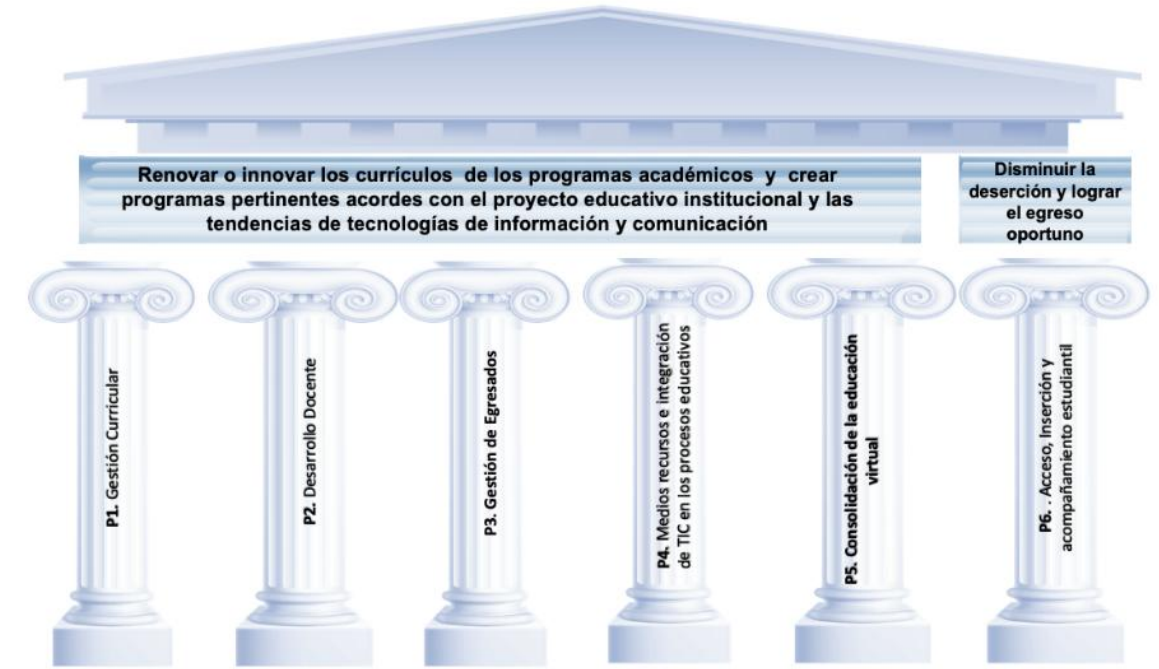 Renovar o innovar los currículos de los programas académicos y crear
programas pertinentes acordes con el proyecto educativo institucional y las
tendencias de tecnologías de información y comunicación
Disminuir la
deserción y lograr
el egreso
oportuno
P1. Gestión Curricular
P2. Desarrollo Docente
P3. Gestión de Egresados
P4. Medios recursos e integración
de TIC en los procesos educativos
P5. Consolidación de la educación
virtual
P6. . Acceso, Inserción y
acompañamiento estudiantil